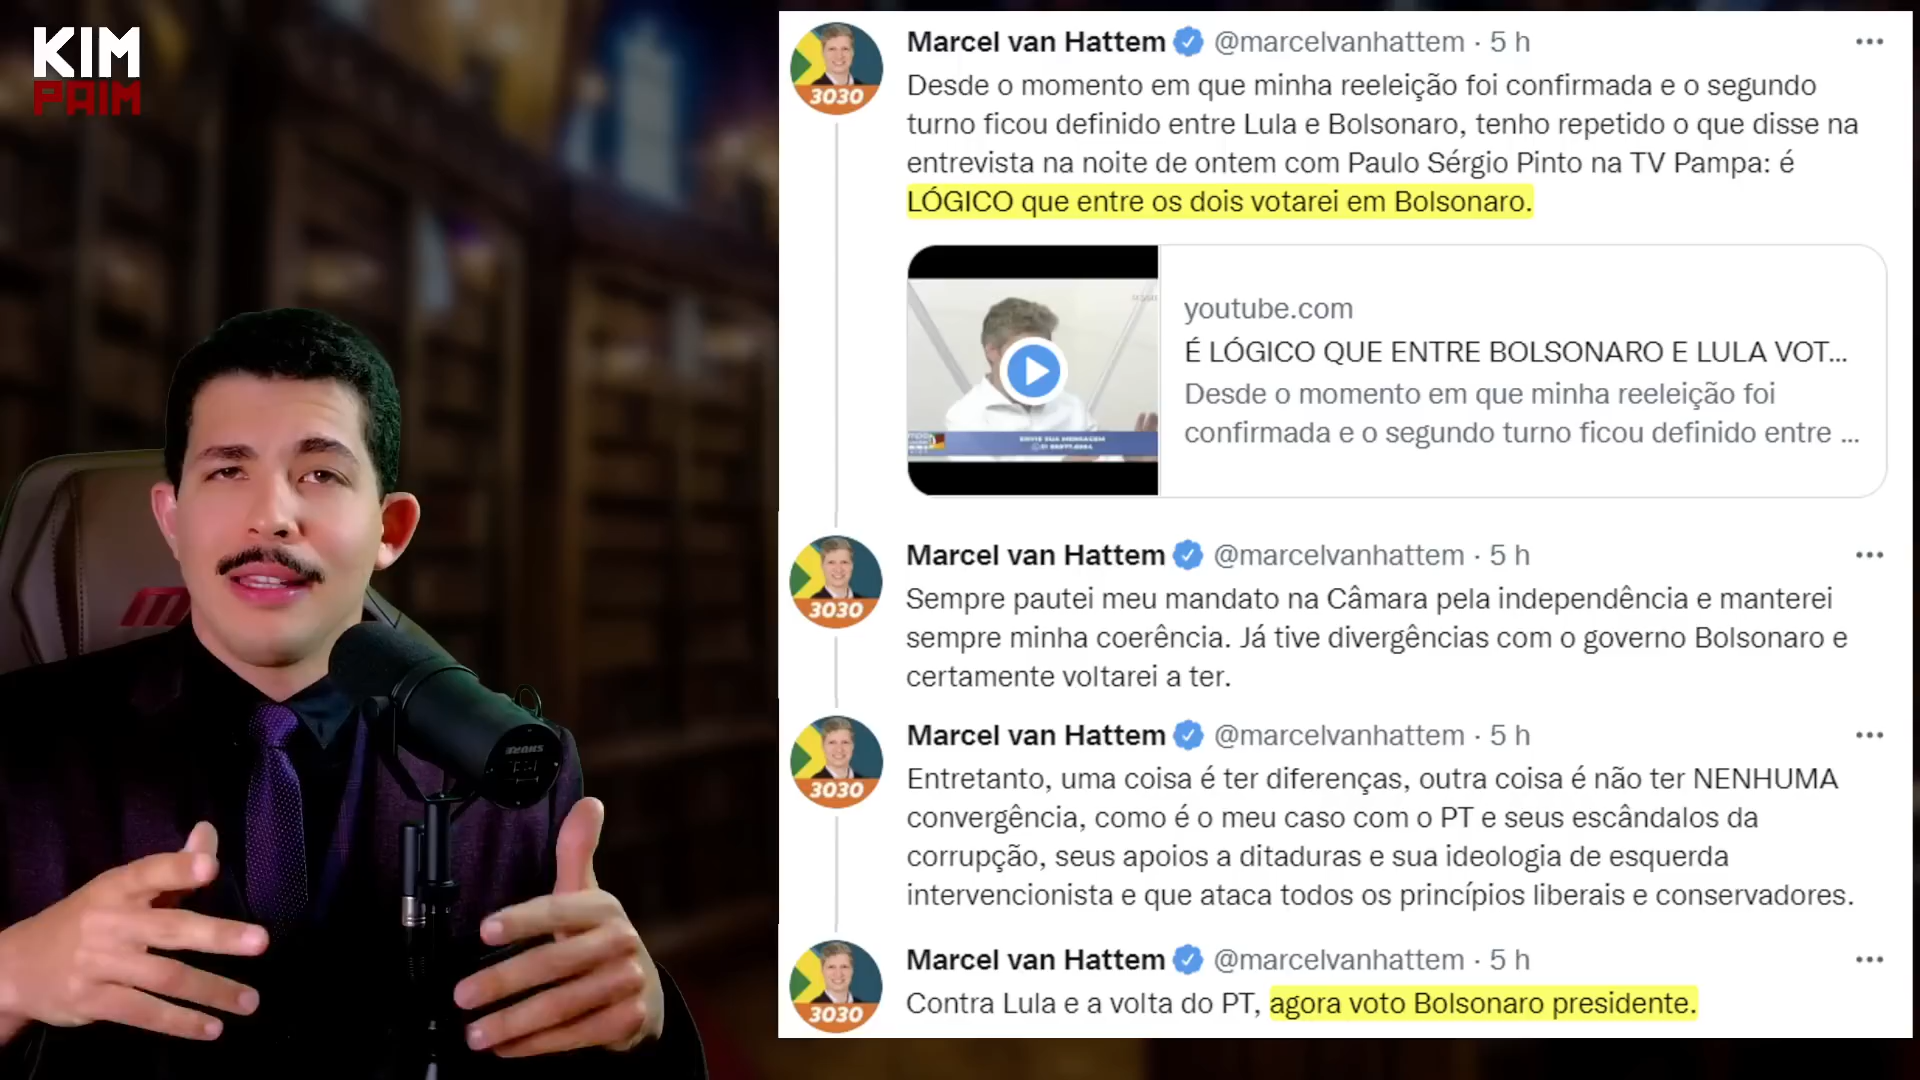 KIM
PAIM
Marcel van Hattem @marcelvanhattem · 5 h
Desde o momento em que minha reeleição foi confirmada e o segundo
turno ficou definido entre Lula e Bolsonaro, tenho repetido o que disse na
entrevista na noite de ontem com Paulo Sérgio Pinto na TV Pampa: é
LÓGICO que entre os dois votarei em Bolsonaro.
3030
youtube.com
É LÓGICO QUE ENTRE BOLSONARO E LULA VOT...
Desde o momento em que minha reeleição foi
confirmada e o segundo turno ficou definido entre ...
ENVIE SUA MENSAGEM
Marcel van Hattem @marcelvanhattem · 5 h
Sempre pautei meu mandato na Câmara pela independência e manterei
sempre minha coerência. Já tive divergências com o governo Bolsonaro e
certamente voltarei a ter.
3030
Marcel van Hattem @marcelvanhattem · 5 h
Entretanto, uma coisa é ter diferenças, outra coisa é não ter NENHUMA
convergência, como é o meu caso com o PT e seus escândalos da
corrupção, seus apoios a ditaduras e sua ideologia de esquerda
intervencionista e que ataca todos os princípios liberais e conservadores.
3030
Marcel van Hattem @marcelvanhattem · 5 h
Contra Lula e a volta do PT, agora voto Bolsonaro presidente.
3030
SHURE